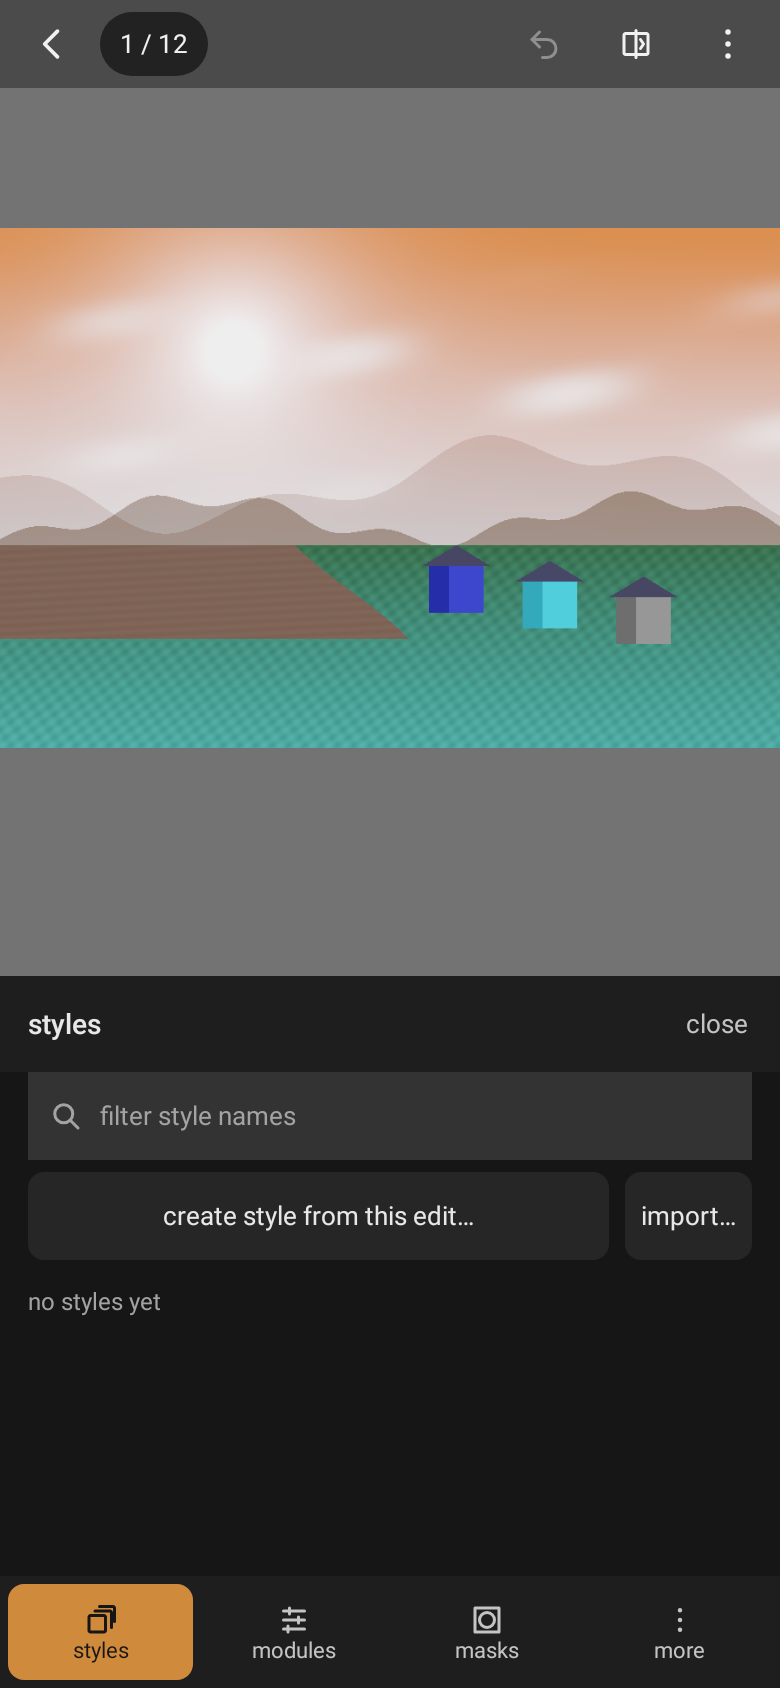 1 / 12
styles
close
filter style names
create style from this edit...
import...
no styles yet
styles
modules
masks
more